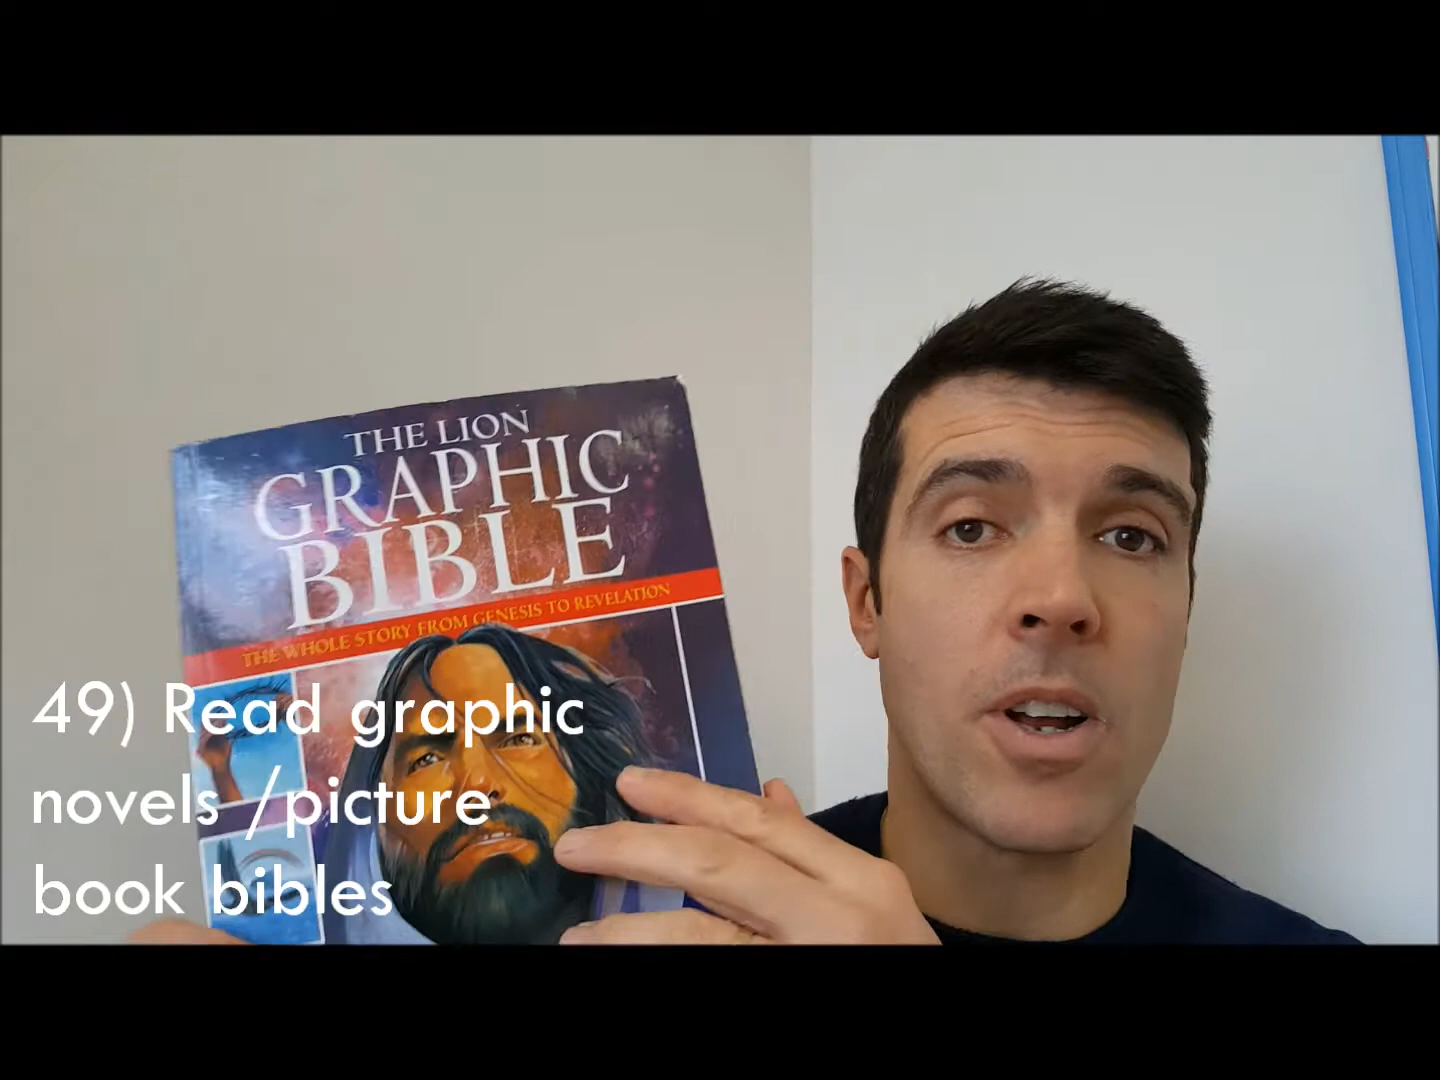 THE LION
GRAPHIC
BIBLE
THE WHOLE STORY FROM GENESIS TO REVELATION
49) Read graphic
novels /picture
book bibles